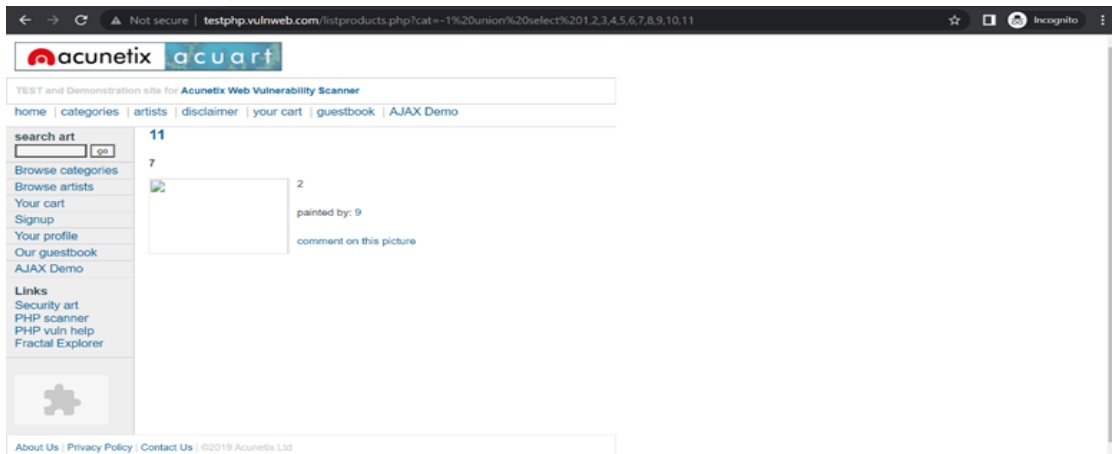 Not secure | testphp.vulnweb.com/listproducts.php?cat=-1%20union%20select%201,2,3,4,5,6,7,8,9,10,11
Incognito
acunetix acuart
TEST and Demonstration site for Acunetix Web Vulnerability Scanner
home | categories | artists | disclaimer | your cart | guestbook | AJAX Demo
search art
go
Browse categories
Browse artists
Your cart
Signup
Your profile
Our guestbook
AJAX Demo
Links
Security art
PHP scanner
PHP vuln help
Fractal Explorer
11
7
2
painted by: 9
comment on this picture
About Us | Privacy Policy | Contact Us | ©2019 Acunetix Ltd